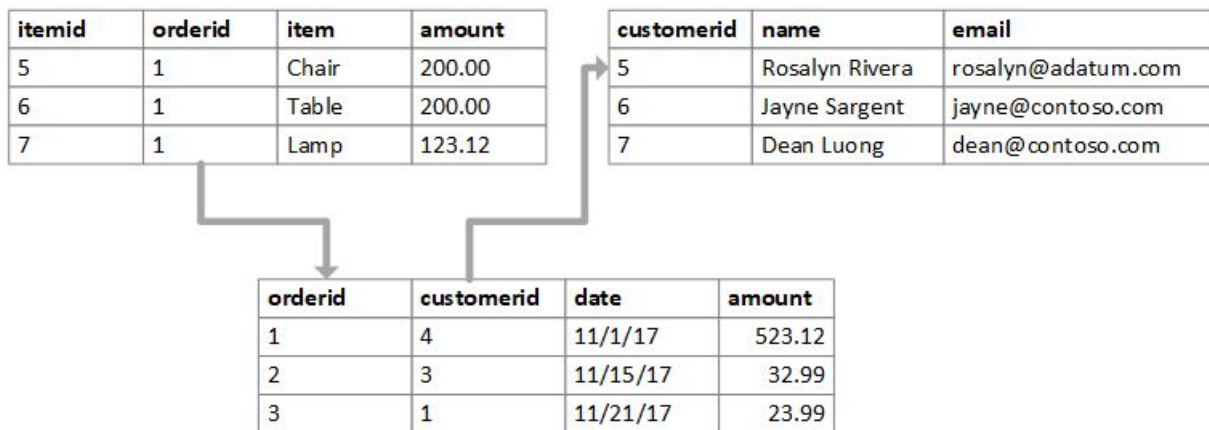 itemid orderid item amount
5 1 Chair 200.00
6 1 Table 200.00
7 1 Lamp 123.12
customerid name email
5 Rosalyn Rivera rosalyn@adatum.com
6 Jayne Sargent jayne@contoso.com
7 Dean Luong dean@contoso.com
orderid customerid date amount
1 4 11/1/17 523.12
2 3 11/15/17 32.99
3 1 11/21/17 23.99